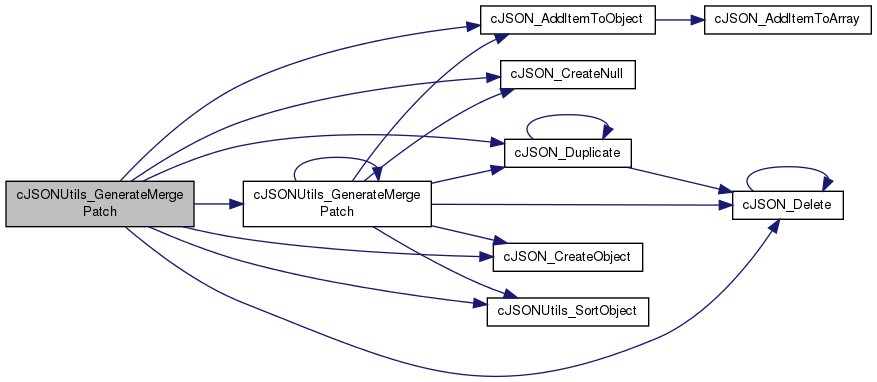 cJSONUtils_GenerateMerge
Patch
cJSONUtils_GenerateMerge
Patch
cJSON_AddItemToObject
cJSON_AddItemToArray
cJSON_CreateNull
cJSON_Duplicate
cJSON_Delete
cJSON_CreateObject
cJSONUtils_SortObject